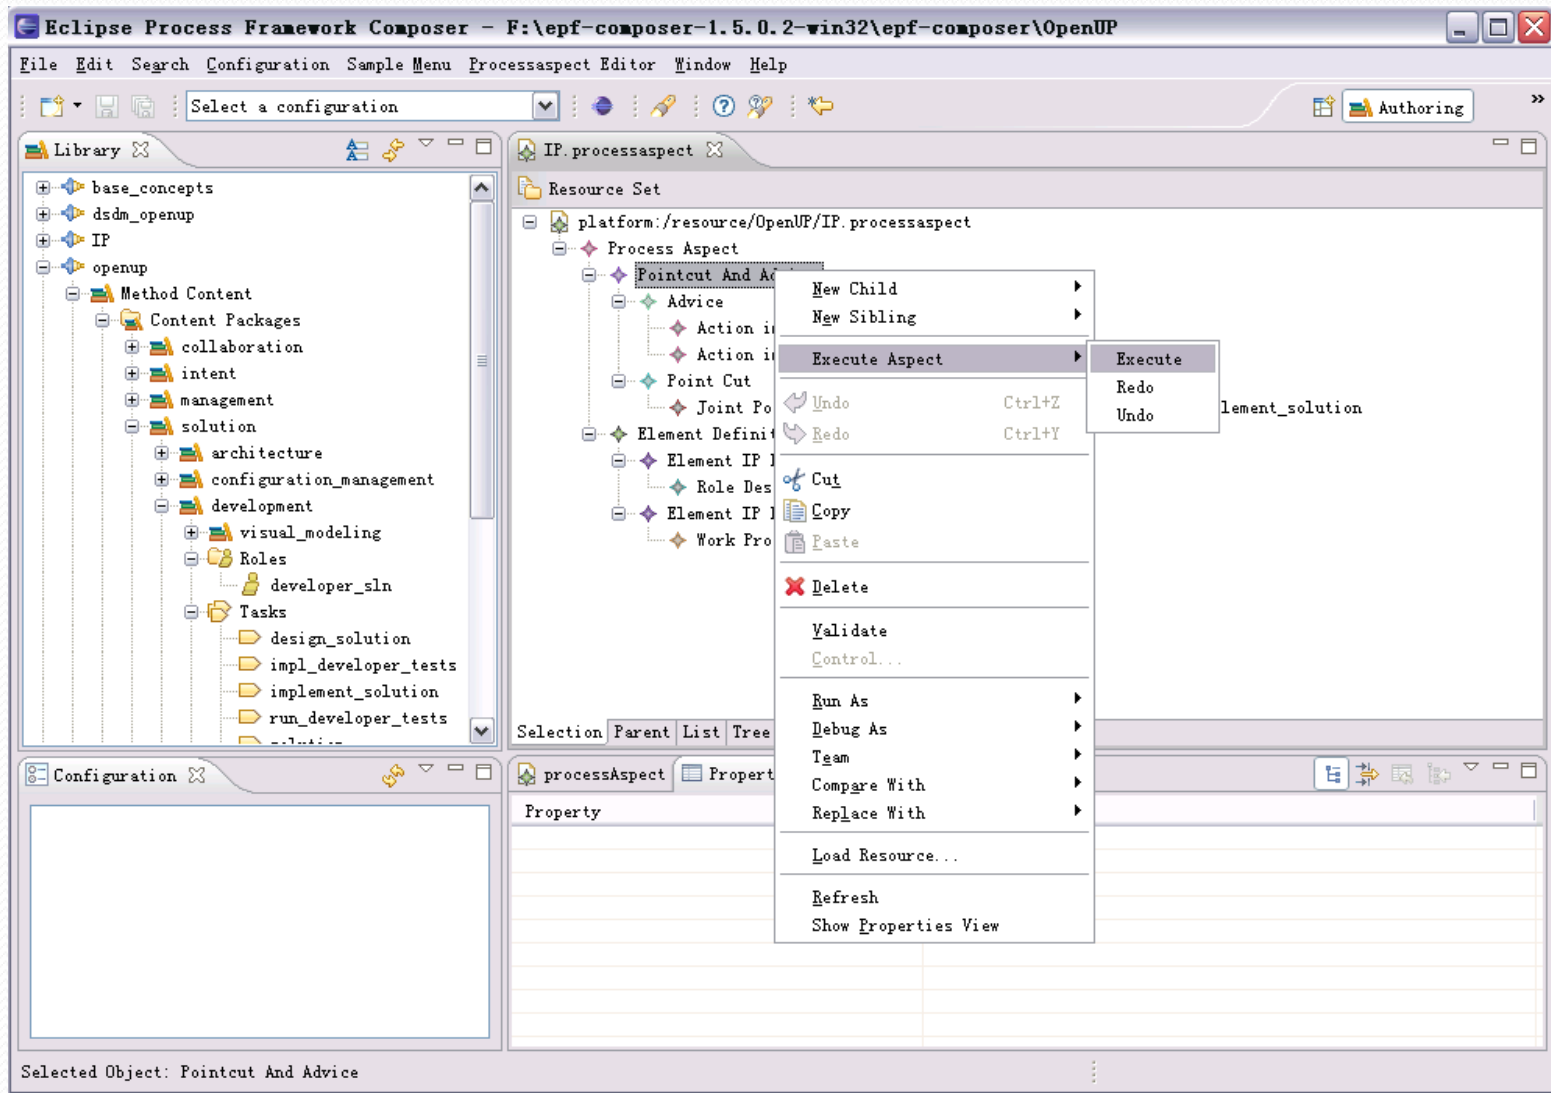 Eclipse Process Framework Composer - F:\epf-composer-1.5.0.2-win32\epf-composer\OpenUP
File Edit Search Configuration Sample Menu Processaspect Editor Window Help
Select a configuration
Authoring
Library
base_concepts
dsdm_openup
IP
openup
Method Content
Content Packages
collaboration
intent
management
solution
architecture
configuration_management
development
visual_modeling
Roles
developer_sln
Tasks
design_solution
impl_developer_tests
implement_solution
run_developer_tests
IP.processaspect
Resource Set
platform:/resource/OpenUP/IP.processaspect
Process Aspect
Pointcut And
Advice
Action
Action
Point Cut
Joint Po
lement_solution
Element Definit
Element IP
Role Des
Element IP
Work Pro
Selection Parent List Tree
New Child
New Sibling
Execute Aspect
Undo Ctrl+Z
Redo Ctrl+Y
Cut
Copy
Paste
Delete
Validate
Control...
Run As
Debug As
Team
Compare With
Replace With
Load Resource...
Refresh
Show Properties View
Execute
Redo
Undo
Configuration
processAspect Propert
Property
Selected Object: Pointcut And Advice